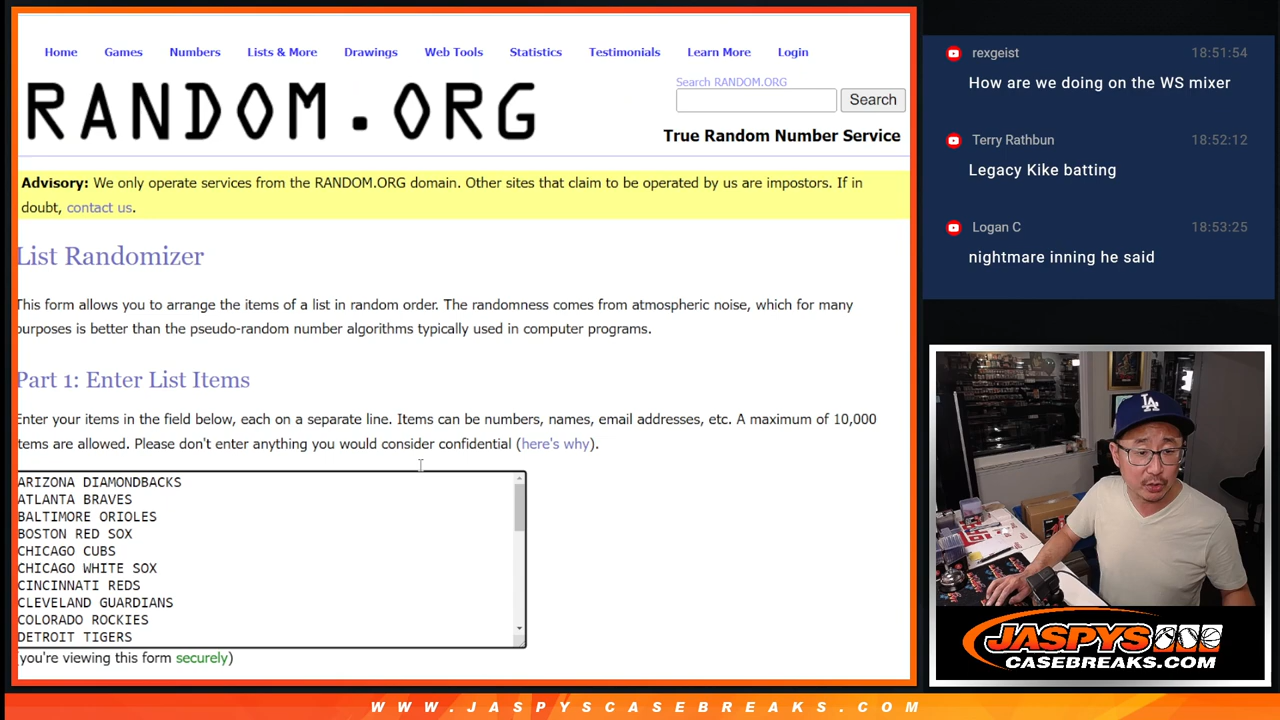 Home Games Numbers Lists & More Drawings Web Tools Statistics Testimonials Learn More Login
RANDOM.ORG
Search RANDOM.ORG
Search
True Random Number Service
Advisory: We only operate services from the RANDOM.ORG domain. Other sites that claim to be operated by us are impostors. If in
doubt, contact us.
List Randomizer
This form allows you to arrange the items of a list in random order. The randomness comes from atmospheric noise, which for many
purposes is better than the pseudo-random number algorithms typically used in computer programs.
Part 1: Enter List Items
Enter your items in the field below, each on a separate line. Items can be numbers, names, email addresses, etc. A maximum of 10,000
items are allowed. Please don't enter anything you would consider confidential (here's why).
ARIZONA DIAMONDBACKS
ATLANTA BRAVES
BALTIMORE ORIOLES
BOSTON RED SOX
CHICAGO CUBS
CHICAGO WHITE SOX
CINCINNATI REDS
CLEVELAND GUARDIANS
COLORADO ROCKIES
DETROIT TIGERS
(you're viewing this form securely)
rexgeist 18:51:54
How are we doing on the WS mixer
Terry Rathbun 18:52:12
Legacy Kike batting
Logan C 18:53:25
nightmare inning he said
LA
JASPYS
CASEBREAKS.COM
WWW.JASPYSCASEBREAKS.COM